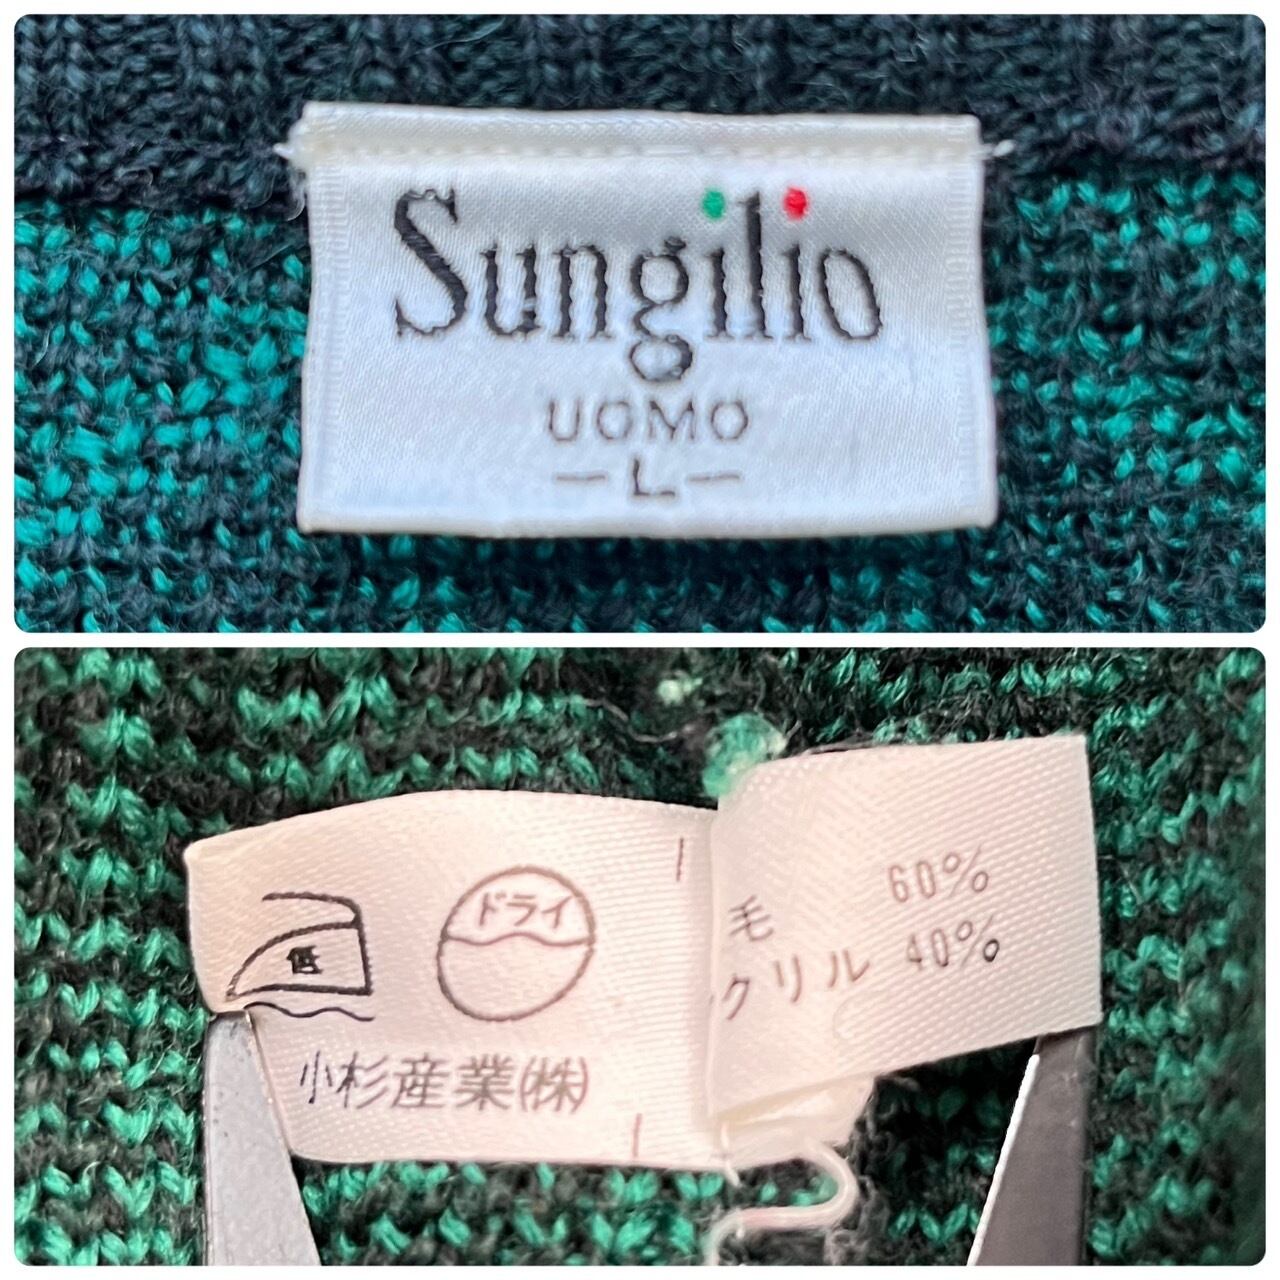 Sungilio
UOMO
-L-
低
ドライ
小杉産業㈱
毛 60%
クリル 40%